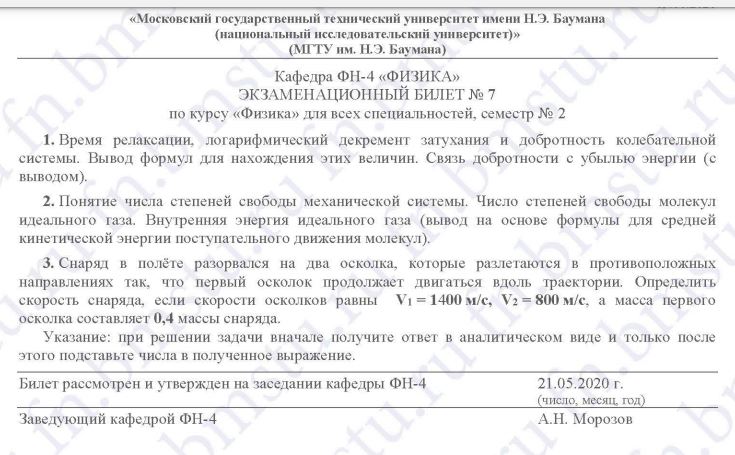 «Московский государственный технический университет имени Н.Э. Баумана
(национальный исследовательский университет)»
(МГТУ им. Н.Э. Баумана)
Кафедра ФН-4 «ФИЗИКА»
ЭКЗАМЕНАЦИОННЫЙ БИЛЕТ № 7
по курсу «Физика» для всех специальностей, семестр № 2
1. Время релаксации, логарифмический декремент затухания и добротность колебательной
системы. Вывод формул для нахождения этих величин. Связь добротности с убылью энергии (с
выводом).
2. Понятие числа степеней свободы механической системы. Число степеней свободы молекул
идеального газа. Внутренняя энергия идеального газа (вывод на основе формулы для средней
кинетической энергии поступательного движения молекул).
3. Снаряд в полёте разорвался на два осколка, которые разлетаются в противоположных
направлениях так, что первый осколок продолжает двигаться вдоль траектории. Определить
скорость снаряда, если скорости осколков равны V1 = 1400 м/с, V2 = 800 м/с, а масса первого
осколка составляет 0,4 массы снаряда.
Указание: при решении задачи вначале получите ответ в аналитическом виде и только после
этого подставьте числа в полученное выражение.
Билет рассмотрен и утвержден на заседании кафедры ФН-4 21.05.2020 г.
(число, месяц, год)
Заведующий кафедрой ФН-4 А.Н. Морозов
fn.bmstu.ru